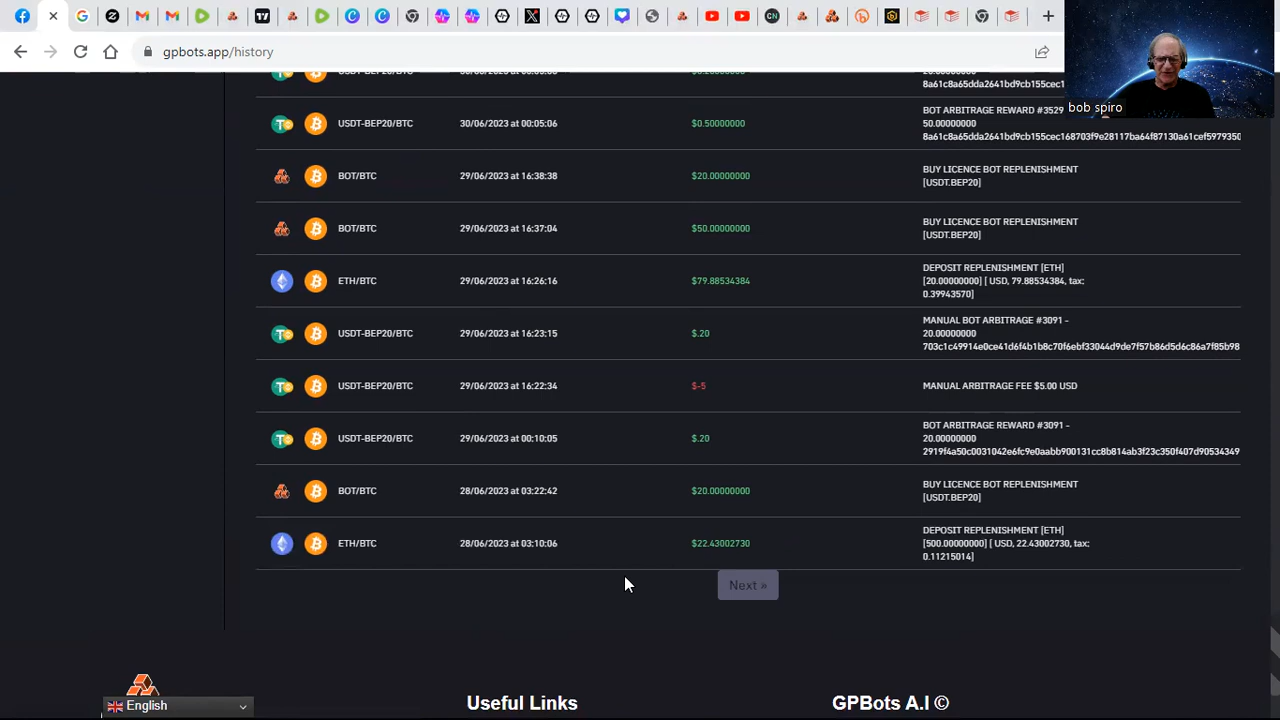 gpbots.app/history
bob spiro
8a61c8a65dda2641bd9cb155cec1
USDT-BEP20/BTC 30/06/2023 at 00:05:06 $0.50000000 BOT ARBITRAGE REWARD #3529
50.00000000
8a61c8a65dda2641bd9cb155cec168703f9e28117ba64f87130a61cef5979350
BOT/BTC 29/06/2023 at 16:38:38 $20.00000000 BUY LICENCE BOT REPLENISHMENT
[USDT.BEP20]
BOT/BTC 29/06/2023 at 16:37:04 $50.00000000 BUY LICENCE BOT REPLENISHMENT
[USDT.BEP20]
ETH/BTC 29/06/2023 at 16:26:16 $79.88534384 DEPOSIT REPLENISHMENT [ETH]
[20.00000000] [ USD, 79.88534384, tax:
0.39943570]
USDT-BEP20/BTC 29/06/2023 at 16:23:15 $.20 MANUAL BOT ARBITRAGE #3091 -
20.00000000
703c1c49914e0ce41d6f4b1b8c70f6ebf33044d9de7f57b86d5d6c86a7f85b98
USDT-BEP20/BTC 29/06/2023 at 16:22:34 $-5 MANUAL ARBITRAGE FEE $5.00 USD
USDT-BEP20/BTC 29/06/2023 at 00:10:05 $.20 BOT ARBITRAGE REWARD #3091 -
20.00000000
2919f4a50c0031042e6fc9e0aabb900131cc8b814ab3f23c350f407d90534349
BOT/BTC 28/06/2023 at 03:22:42 $20.00000000 BUY LICENCE BOT REPLENISHMENT
[USDT.BEP20]
ETH/BTC 28/06/2023 at 03:10:06 $22.43002730 DEPOSIT REPLENISHMENT [ETH]
[500.00000000] [ USD, 22.43002730, tax:
0.11215014]
Next »
English
Useful Links
GPBots A.I ©